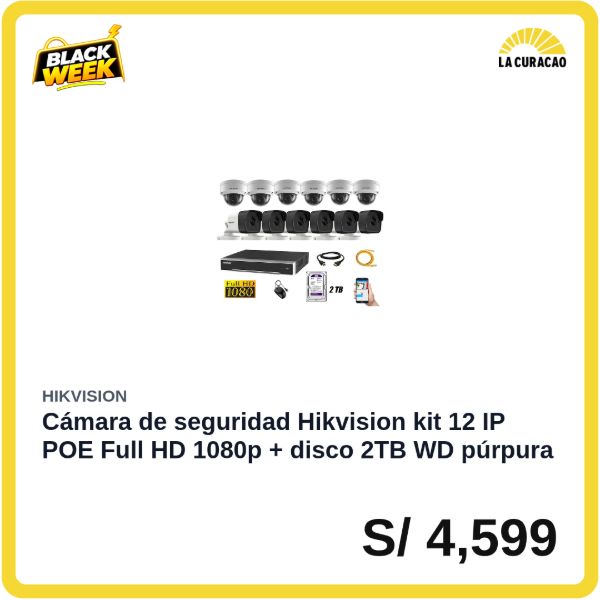 BLACK
WEEK
LA CURACAO
Full HD
1080
2 TB
HIKVISION
Cámara de seguridad Hikvision kit 12 IP
POE Full HD 1080p + disco 2TB WD púrpura
S/ 4,599